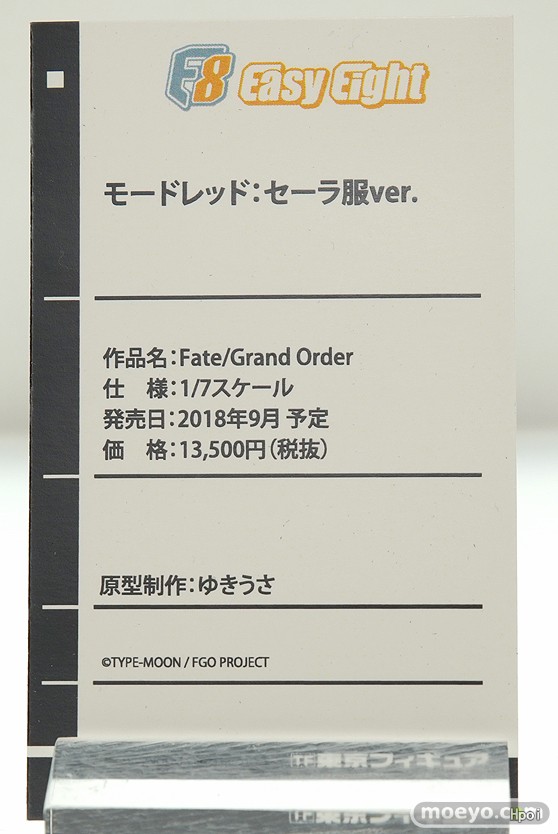 E8 Easy Eight
モードレッド：セーラ服ver.
作品名：Fate/Grand Order
仕　様：1/7スケール
発売日：2018年9月 予定
価　格：13,500円（税抜）
原型制作：ゆきうさ
©TYPE-MOON / FGO PROJECT
東京フィギュア
moeyo.com
Hpoi